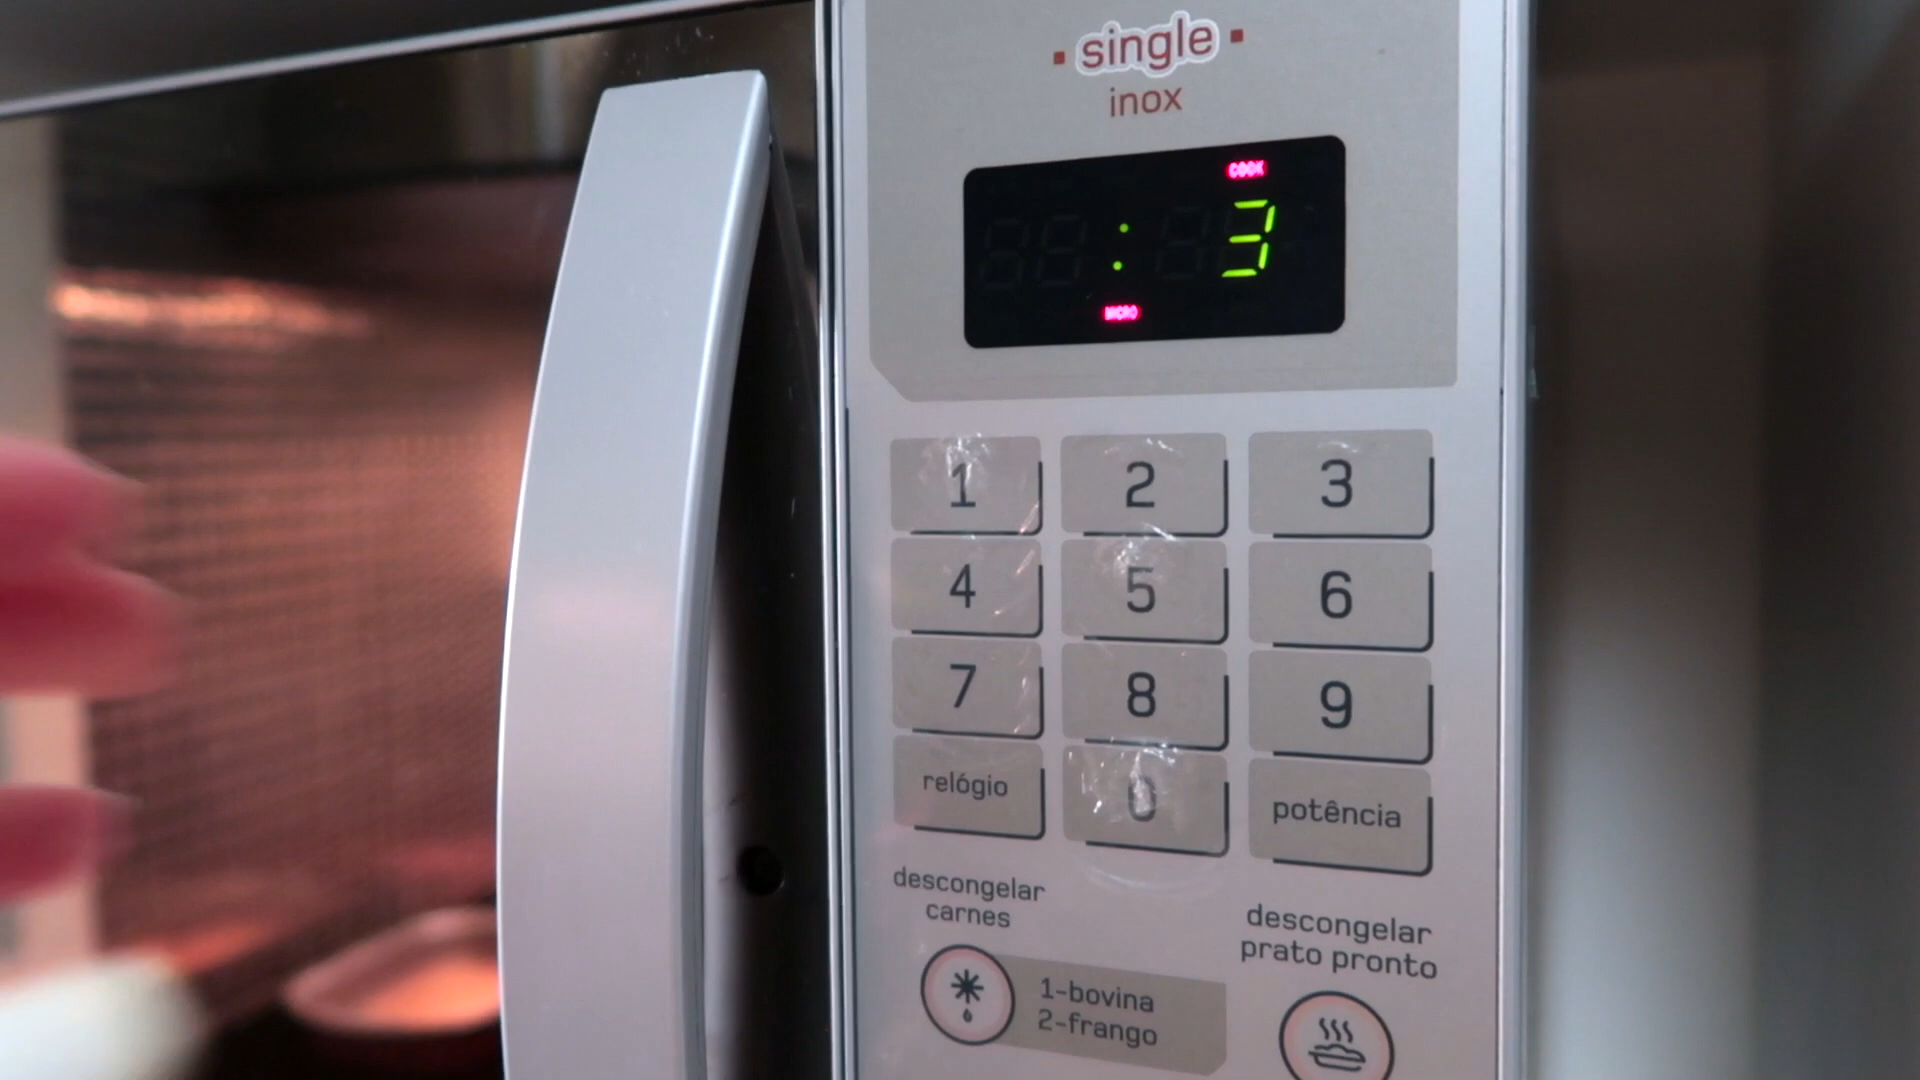 single
inox
COOK
: 3
MICRO
1 2 3
4 5 6
7 8 9
relógio 0 potência
descongelar
carnes
1-bovina
2-frango
descongelar
prato pronto